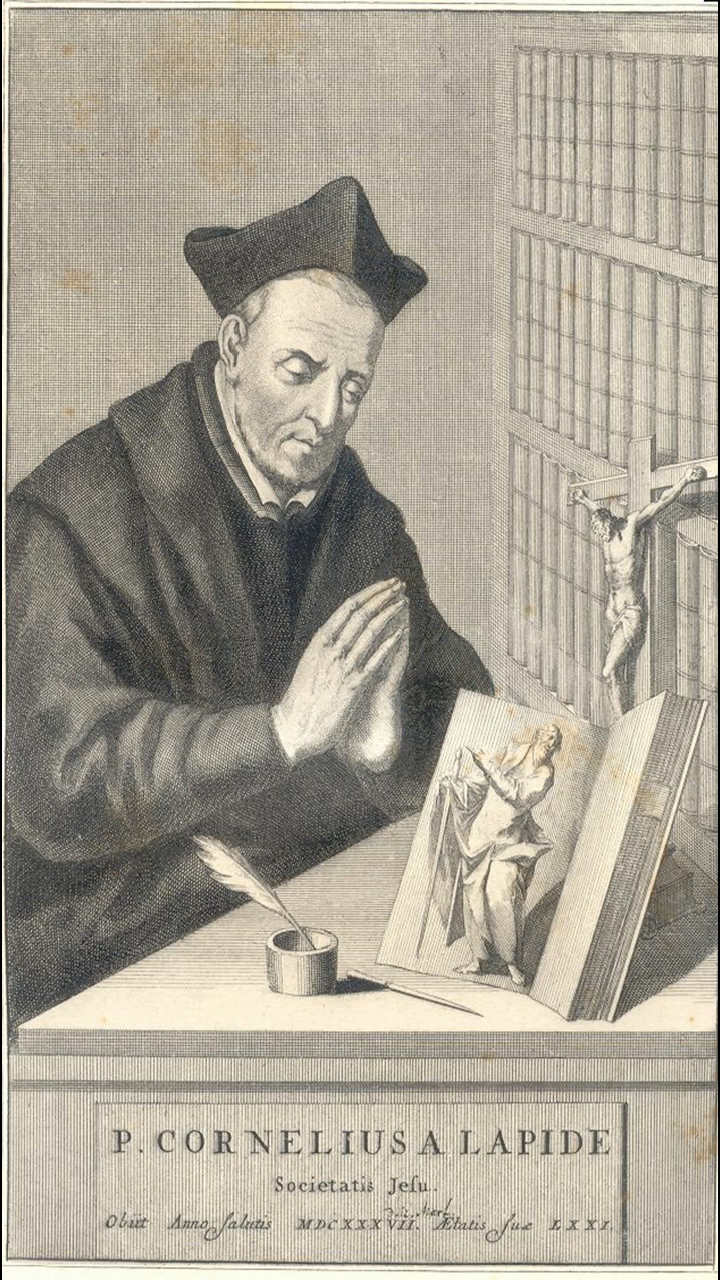 P. CORNELIUS A LAPIDE
Societatis Jeſu.
Obiit Anno ſalutis MDCXXXVII. Ætatis ſuæ LXXI.